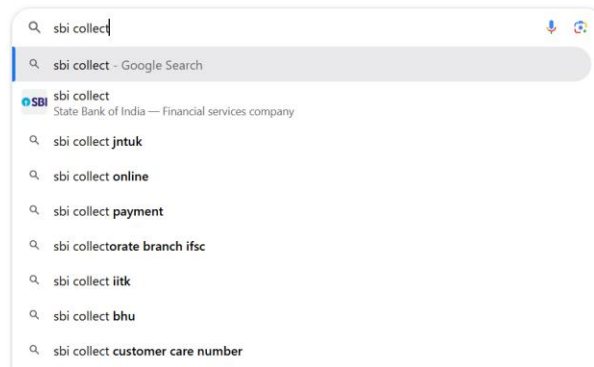 sbi collect
sbi collect - Google Search
SBI
sbi collect
State Bank of India — Financial services company
sbi collect jntuk
sbi collect online
sbi collect payment
sbi collectorate branch ifsc
sbi collect iitk
sbi collect bhu
sbi collect customer care number